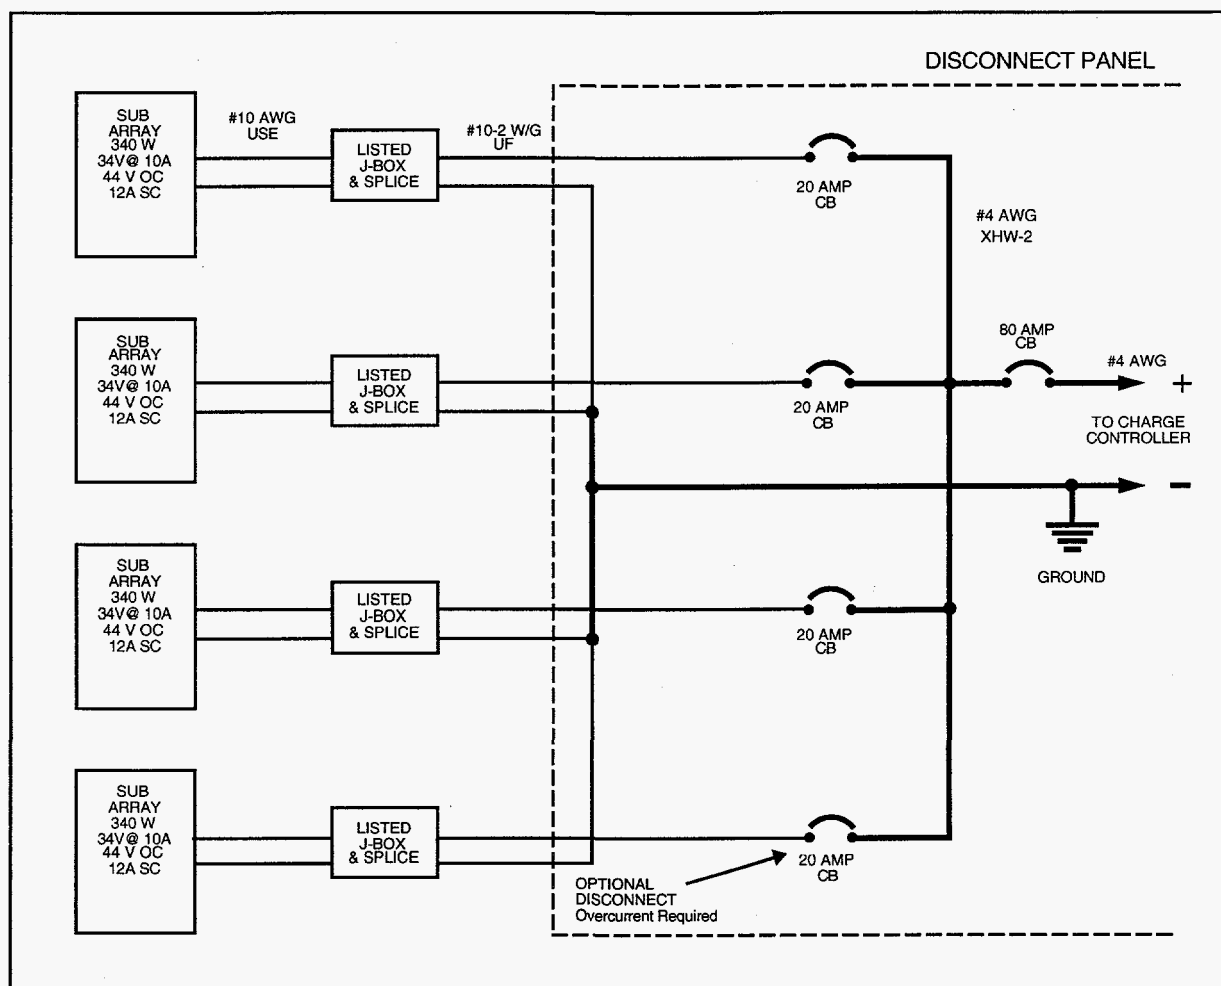 DISCONNECT PANEL
SUB
ARRAY
340 W
34V@ 10A
44 V OC
12A SC
#10 AWG
USE
LISTED
J-BOX
& SPLICE
#10-2 W/G
UF
20 AMP
CB
#4 AWG
XHW-2
SUB
ARRAY
340 W
34V@ 10A
44 V OC
12A SC
LISTED
J-BOX
& SPLICE
20 AMP
CB
80 AMP
CB
#4 AWG
+
TO CHARGE
CONTROLLER
−
GROUND
SUB
ARRAY
340 W
34V@ 10A
44 V OC
12A SC
LISTED
J-BOX
& SPLICE
20 AMP
CB
SUB
ARRAY
340 W
34V@ 10A
44 V OC
12A SC
LISTED
J-BOX
& SPLICE
20 AMP
CB
OPTIONAL
DISCONNECT
Overcurrent Required